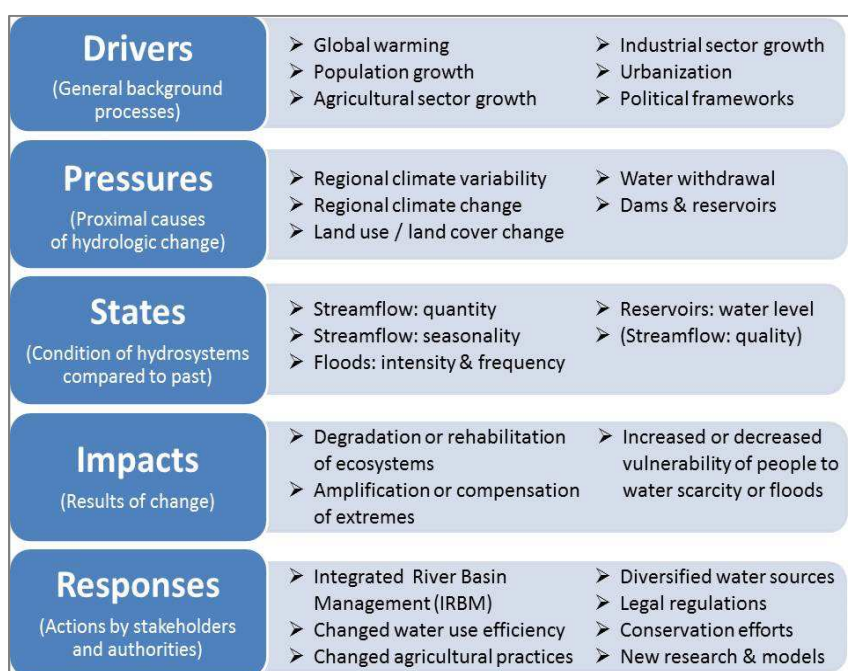 Drivers
(General background
processes)
➢ Global warming
➢ Population growth
➢ Agricultural sector growth
➢ Industrial sector growth
➢ Urbanization
➢ Political frameworks
Pressures
(Proximal causes
of hydrologic change)
➢ Regional climate variability
➢ Regional climate change
➢ Land use / land cover change
➢ Water withdrawal
➢ Dams & reservoirs
States
(Condition of hydrosystems
compared to past)
➢ Streamflow: quantity
➢ Streamflow: seasonality
➢ Floods: intensity & frequency
➢ Reservoirs: water level
➢ (Streamflow: quality)
Impacts
(Results of change)
➢ Degradation or rehabilitation
of ecosystems
➢ Amplification or compensation
of extremes
➢ Increased or decreased
vulnerability of people to
water scarcity or floods
Responses
(Actions by stakeholders
and authorities)
➢ Integrated River Basin
Management (IRBM)
➢ Changed water use efficiency
➢ Changed agricultural practices
➢ Diversified water sources
➢ Legal regulations
➢ Conservation efforts
➢ New research & models